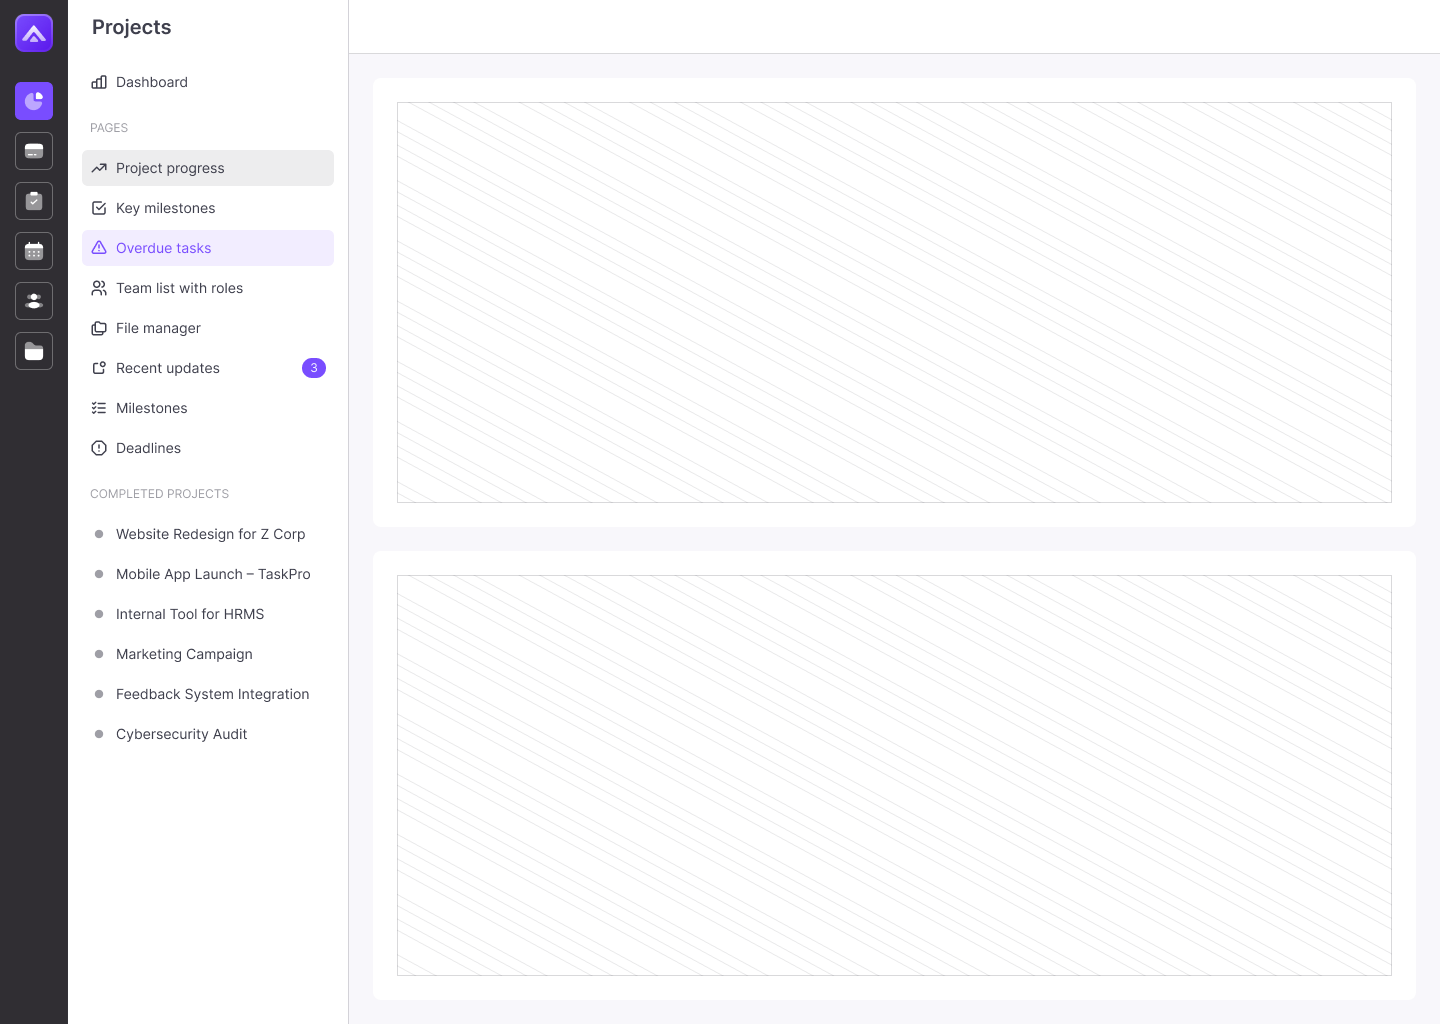 Projects
Dashboard
PAGES
Project progress
Key milestones
Overdue tasks
Team list with roles
File manager
Recent updates 3
Milestones
Deadlines
COMPLETED PROJECTS
Website Redesign for Z Corp
Mobile App Launch – TaskPro
Internal Tool for HRMS
Marketing Campaign
Feedback System Integration
Cybersecurity Audit